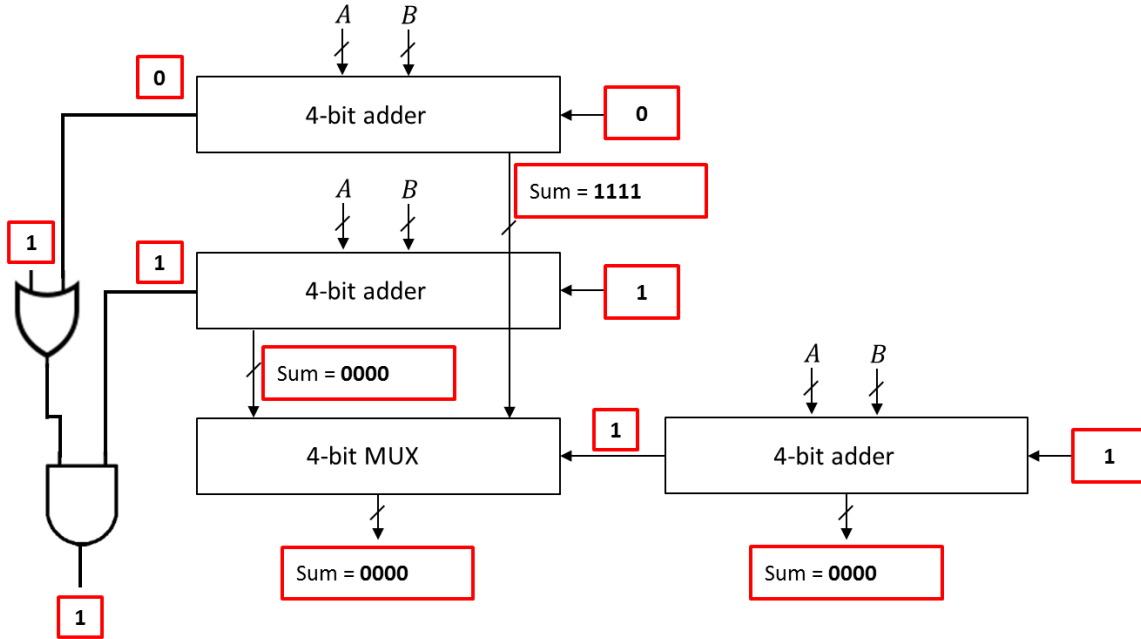 A B
0
4-bit adder
0
Sum = 1111
A B
1
1
4-bit adder
1
Sum = 0000
A B
4-bit MUX
1
4-bit adder
1
Sum = 0000
Sum = 0000
1